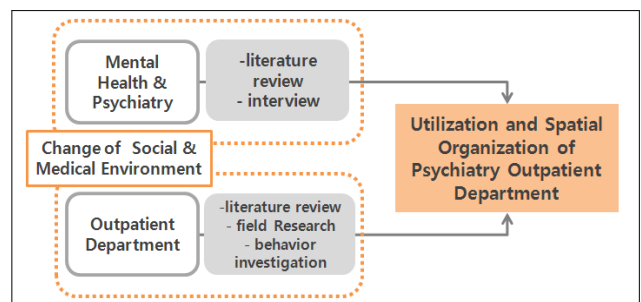 Mental
Health &
Psychiatry
-literature
review
- interview
Change of Social &
Medical Environment
Outpatient
Department
-literature review
- field Research
- behavior
investigation
Utilization and Spatial
Organization of
Psychiatry Outpatient
Department